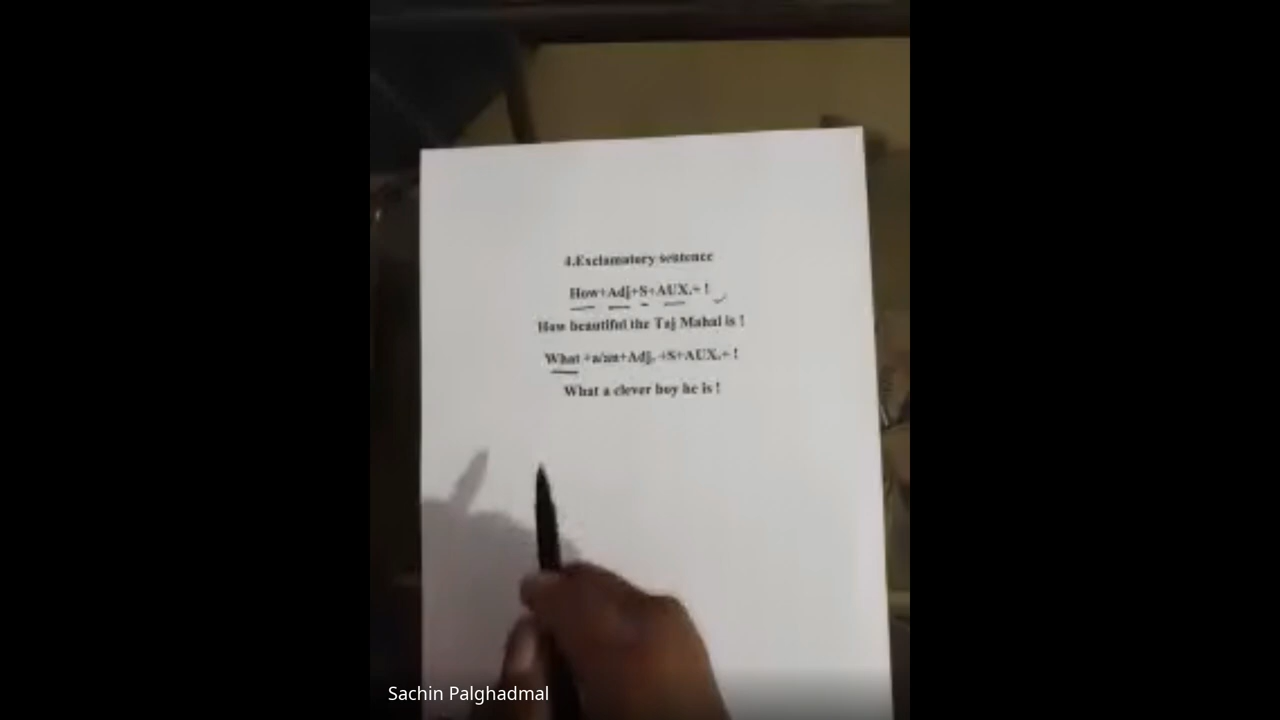 4.Exclamatory sentence
How+Adj+S+AUX.+ !
How beautiful the Taj Mahal is !
What +a/an+Adj. +S+AUX.+ !
What a clever boy he is !
Sachin Palghadmal